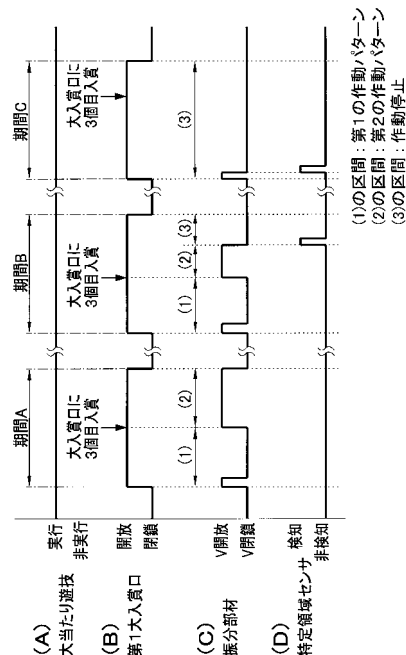 期間A
期間B
期間C
(A)
大当たり遊技
実行
非実行
大入賞口に
3個目入賞
大入賞口に
3個目入賞
大入賞口に
3個目入賞
(B)
第1大入賞口
開放
閉鎖
(1)
(2)
(1)
(2)
(3)
(3)
(C)
振分部材
V開放
V閉鎖
(D)
特定領域センサ
検知
非検知
(1)の区間：第1の作動パターン
(2)の区間：第2の作動パターン
(3)の区間：作動停止